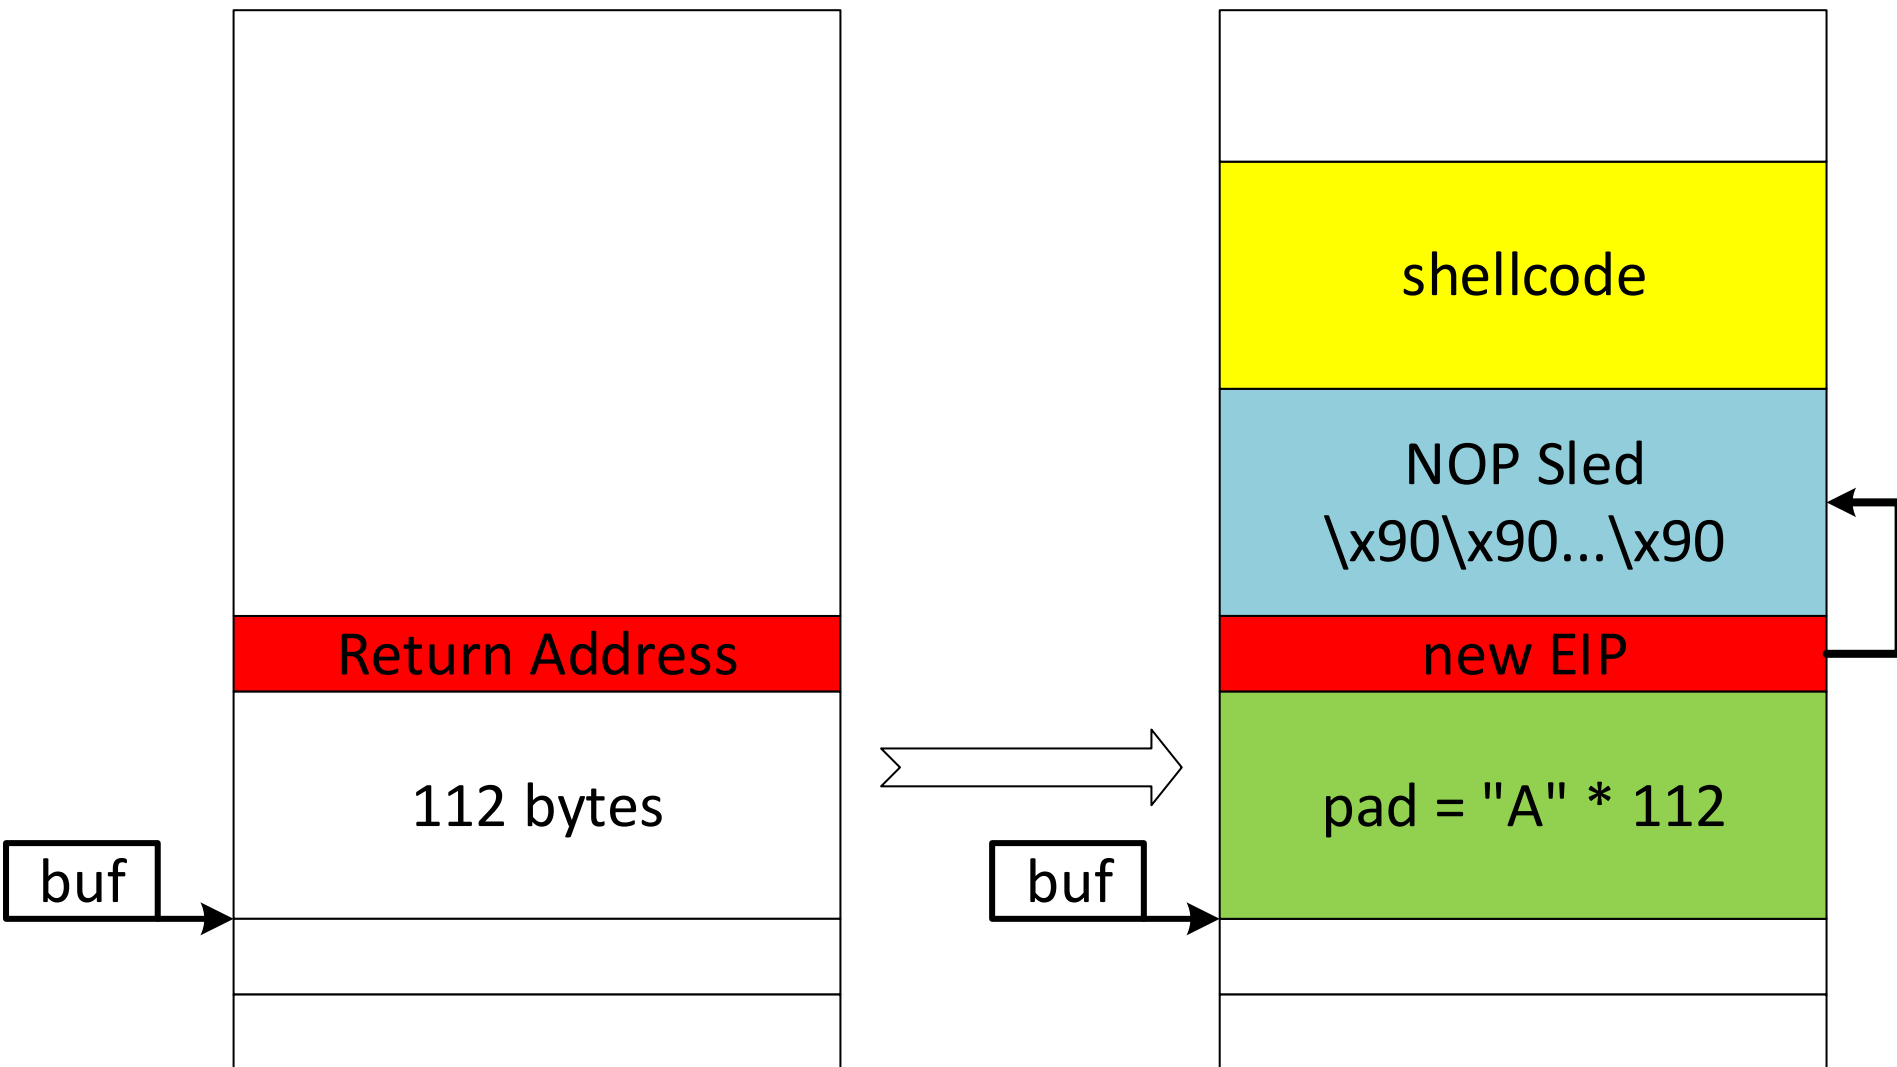 Return Address
112 bytes
buf
shellcode
NOP Sled
\x90\x90...\x90
new EIP
pad = "A" * 112
buf